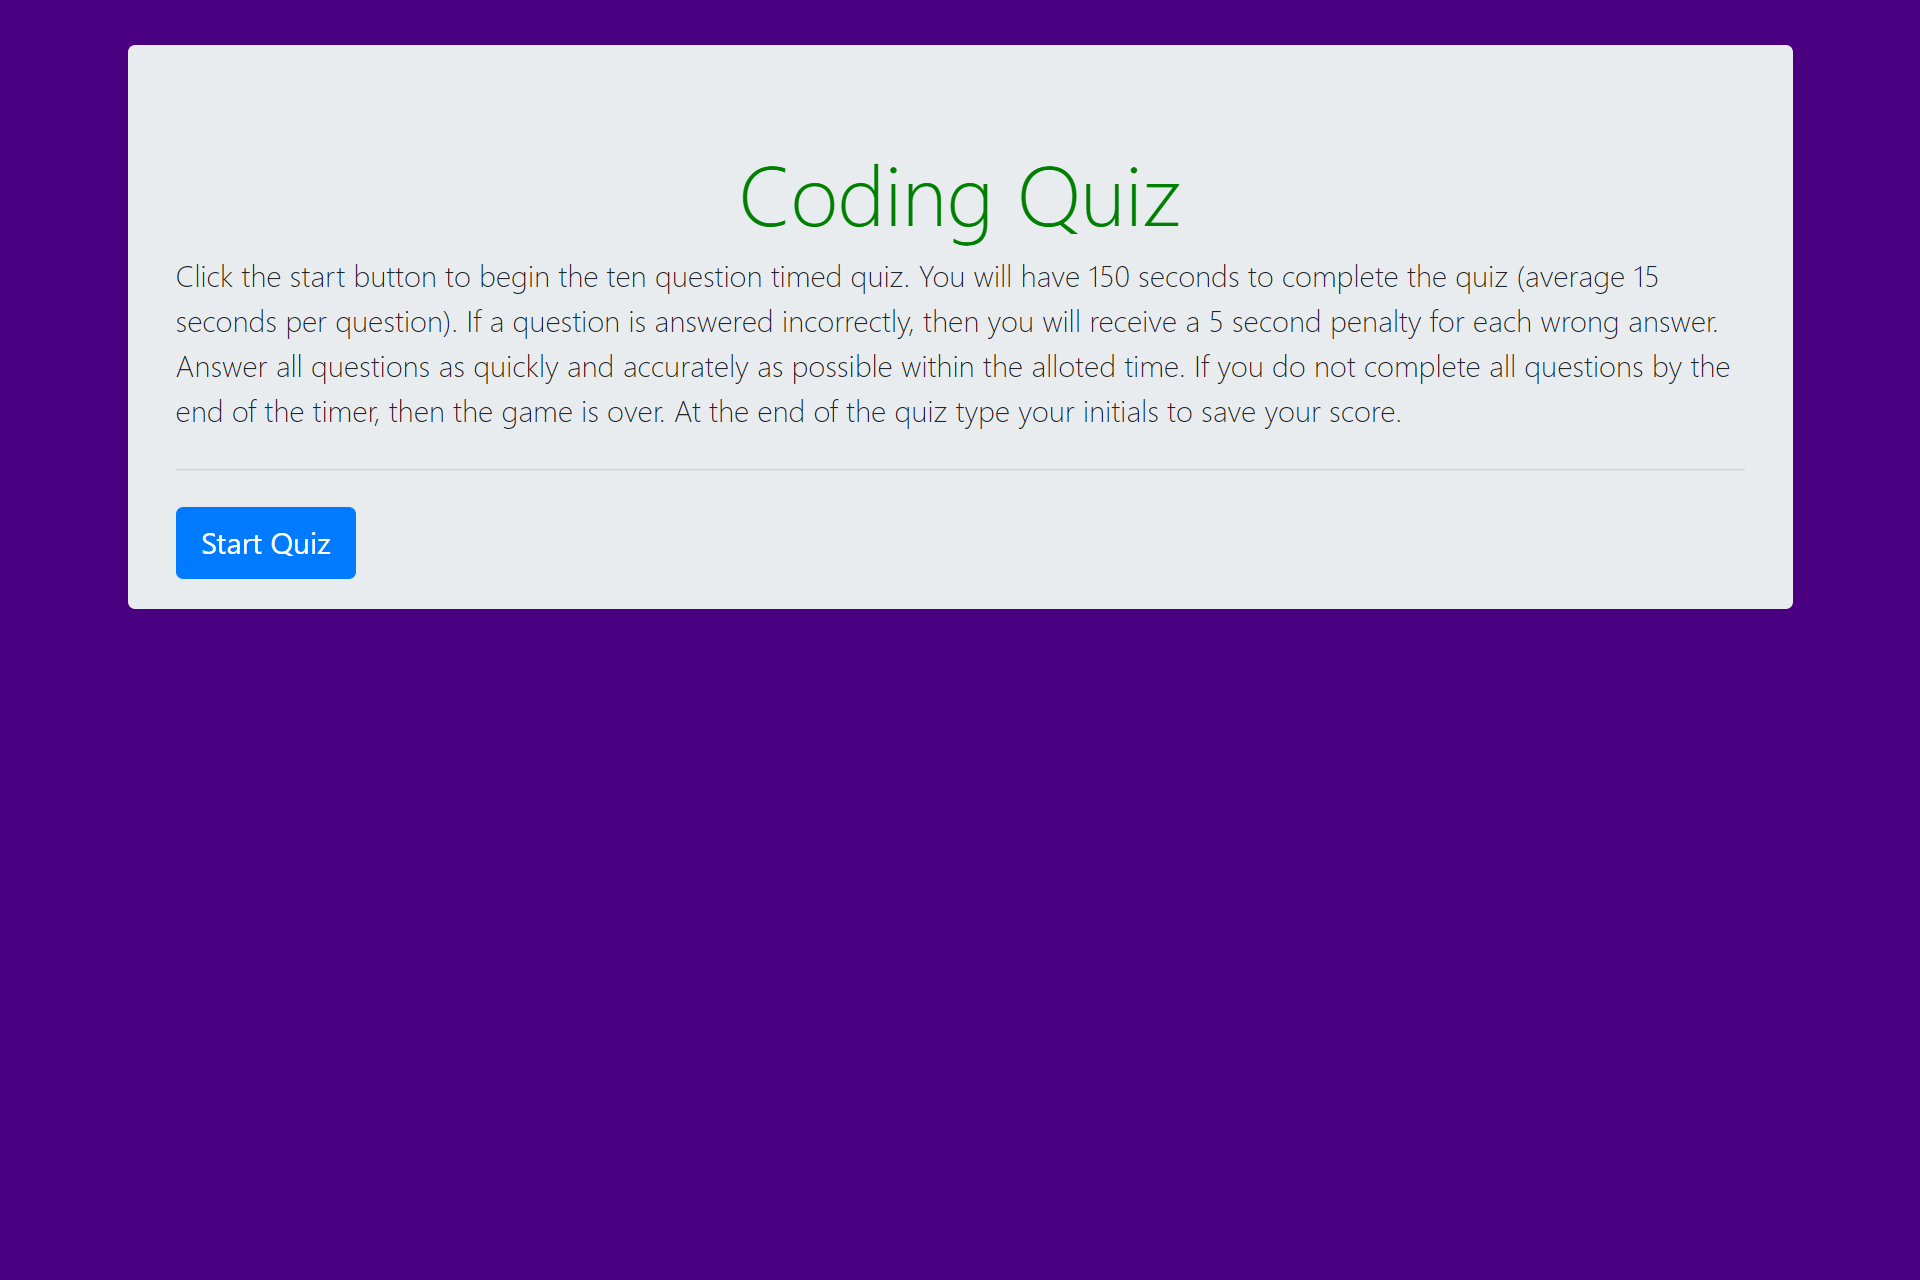 Coding Quiz
Click the start button to begin the ten question timed quiz. You will have 150 seconds to complete the quiz (average 15
seconds per question). If a question is answered incorrectly, then you will receive a 5 second penalty for each wrong answer.
Answer all questions as quickly and accurately as possible within the alloted time. If you do not complete all questions by the
end of the timer, then the game is over. At the end of the quiz type your initials to save your score.
Start Quiz